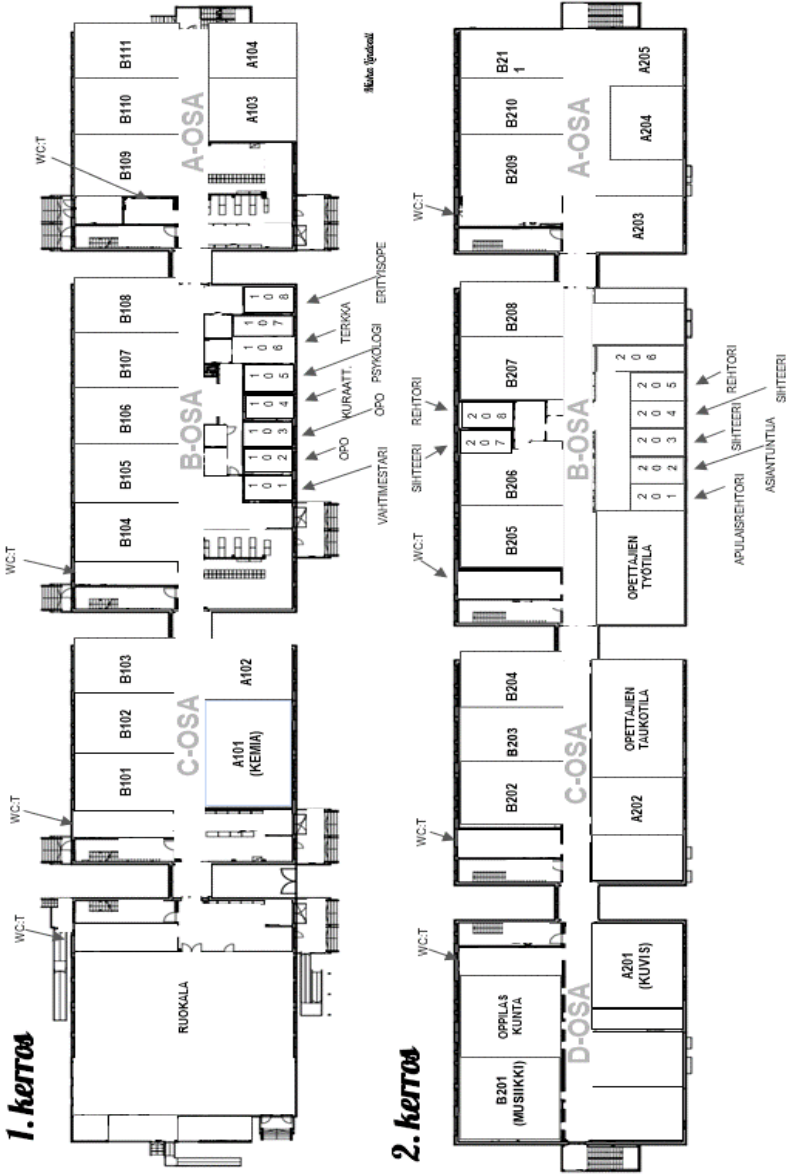 1. kerros
RUOKALA
WC:T
WC:T
B101
B102
B103
C-OSA
A101
(KEMIA)
A102
WC:T
B104
B105
B106
B107
B108
B-OSA
101
102
103
104
105
106
107
108
VAHTIMESTARI
OPO
OPO
KURAATT.
PSYKOLOGI
TERKKA
ERITYISOPE
WC:T
B109
B110
B111
A-OSA
A103
A104
2. kerros
WC:T
B201
(MUSIIKKI)
OPPILAS
KUNTA
D-OSA
A201
(KUVIS)
WC:T
B202
B203
B204
C-OSA
A202
OPETTAJIEN
TAUKOTILA
WC:T
SIHTEERI
REHTORI
B205
B206
207
208
B207
B208
B-OSA
OPETTAJIEN
TYÖTILA
201
202
203
204
205
206
APULAISREHTORI
ASIANTUNTIJA
SIHTEERI
SIHTEERI
REHTORI
WC:T
B209
B210
B21
1
A-OSA
A203
A204
A205